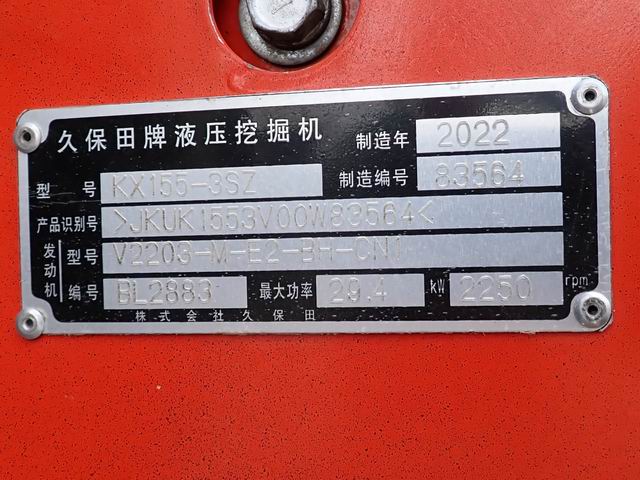 久保田牌液压挖掘机 制造年 2022
型号 KX155-3SZ 制造编号 83564
产品识别号 >JKUK1553V00W83564<
发动机 型号 V2203-M-E2-BH-CN1
编号 BL2883 最大功率 29.4 kW 2250 rpm
株式会社久保田